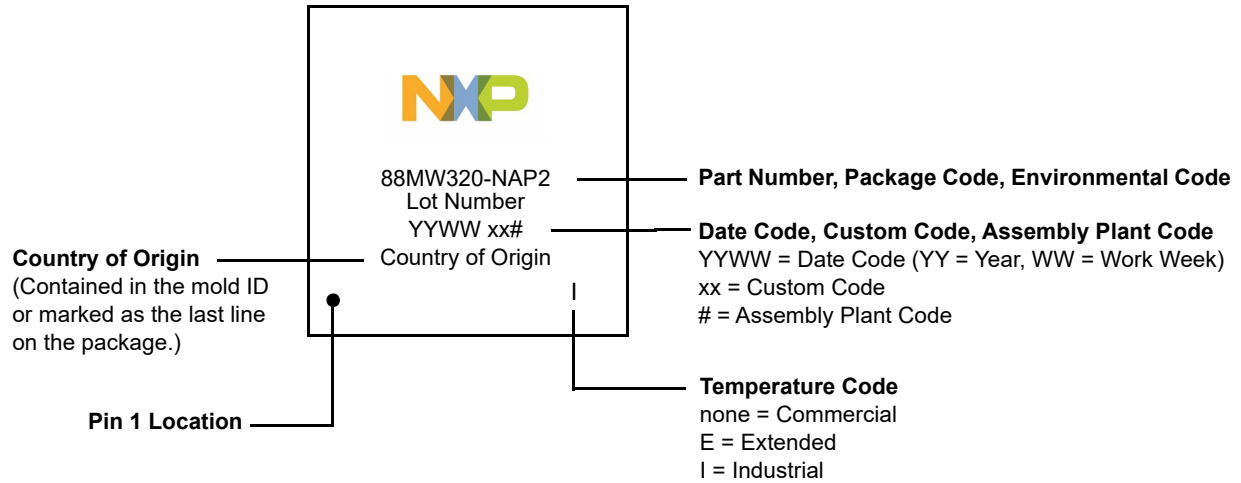 NXP
88MW320-NAP2
Lot Number
YYWW xx#
Country of Origin
I
Part Number, Package Code, Environmental Code
Date Code, Custom Code, Assembly Plant Code
YYWW = Date Code (YY = Year, WW = Work Week)
xx = Custom Code
# = Assembly Plant Code
Country of Origin
(Contained in the mold ID
or marked as the last line
on the package.)
Pin 1 Location
Temperature Code
none = Commercial
E = Extended
I = Industrial